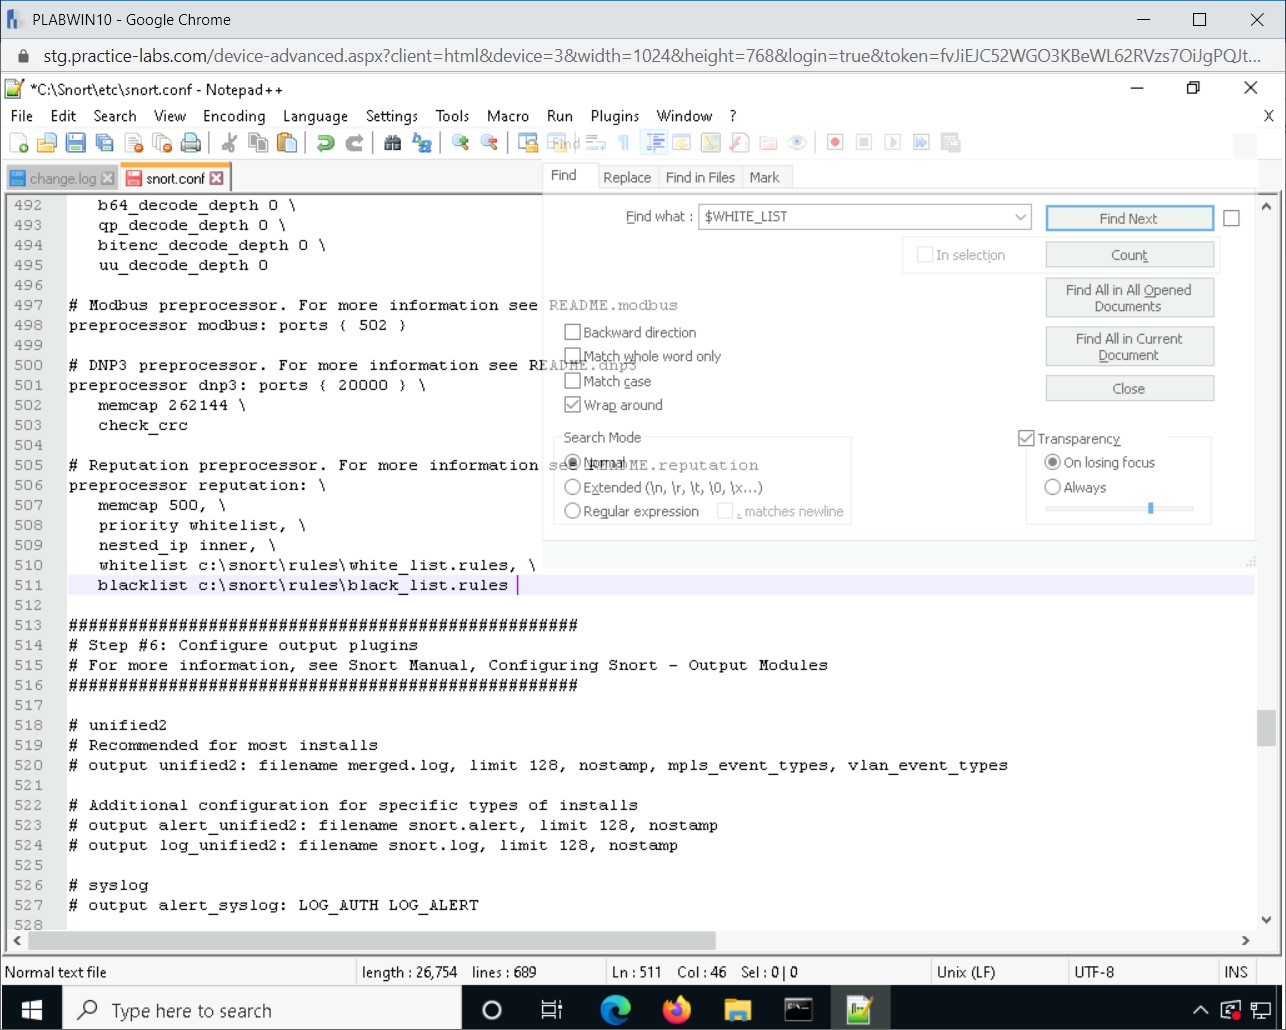 PLABWIN10 - Google Chrome
stg.practice-labs.com/device-advanced.aspx?client=html&device=3&width=1024&height=768&login=true&token=fvJiEJC52WGO3KBeWL62RVzs7OiJgPQJt...
*C:\Snort\etc\snort.conf - Notepad++
File Edit Search View Encoding Language Settings Tools Macro Run Plugins Window ? X
Find
change.log snort.conf
Find Replace Find in Files Mark
Find what : $WHITE_LIST Find Next
In selection Count
Find All in All Opened Documents
Backward direction
Match whole word only
Find All in Current Document
Match case
Close
Wrap around
Search Mode
Transparency
Normal
On losing focus
Extended (\n, \r, \t, \0, \x...)
Always
Regular expression . matches newline
492 b64_decode_depth 0 \
493 qp_decode_depth 0 \
494 bitenc_decode_depth 0 \
495 uu_decode_depth 0
496
497 # Modbus preprocessor. For more information see README.modbus
498 preprocessor modbus: ports { 502 }
499
500 # DNP3 preprocessor. For more information see README.dnp3
501 preprocessor dnp3: ports { 20000 } \
502 memcap 262144 \
503 check_crc
504
505 # Reputation preprocessor. For more information see README.reputation
506 preprocessor reputation: \
507 memcap 500, \
508 priority whitelist, \
509 nested_ip inner, \
510 whitelist c:\snort\rules\white_list.rules, \
511 blacklist c:\snort\rules\black_list.rules
512
513 ###################################################
514 # Step #6: Configure output plugins
515 # For more information, see Snort Manual, Configuring Snort - Output Modules
516 ###################################################
517
518 # unified2
519 # Recommended for most installs
520 # output unified2: filename merged.log, limit 128, nostamp, mpls_event_types, vlan_event_types
521
522 # Additional configuration for specific types of installs
523 # output alert_unified2: filename snort.alert, limit 128, nostamp
524 # output log_unified2: filename snort.log, limit 128, nostamp
525
526 # syslog
527 # output alert_syslog: LOG_AUTH LOG_ALERT
528
Normal text file length : 26,754 lines : 689 Ln : 511 Col : 46 Sel : 0 | 0 Unix (LF) UTF-8 INS
Type here to search